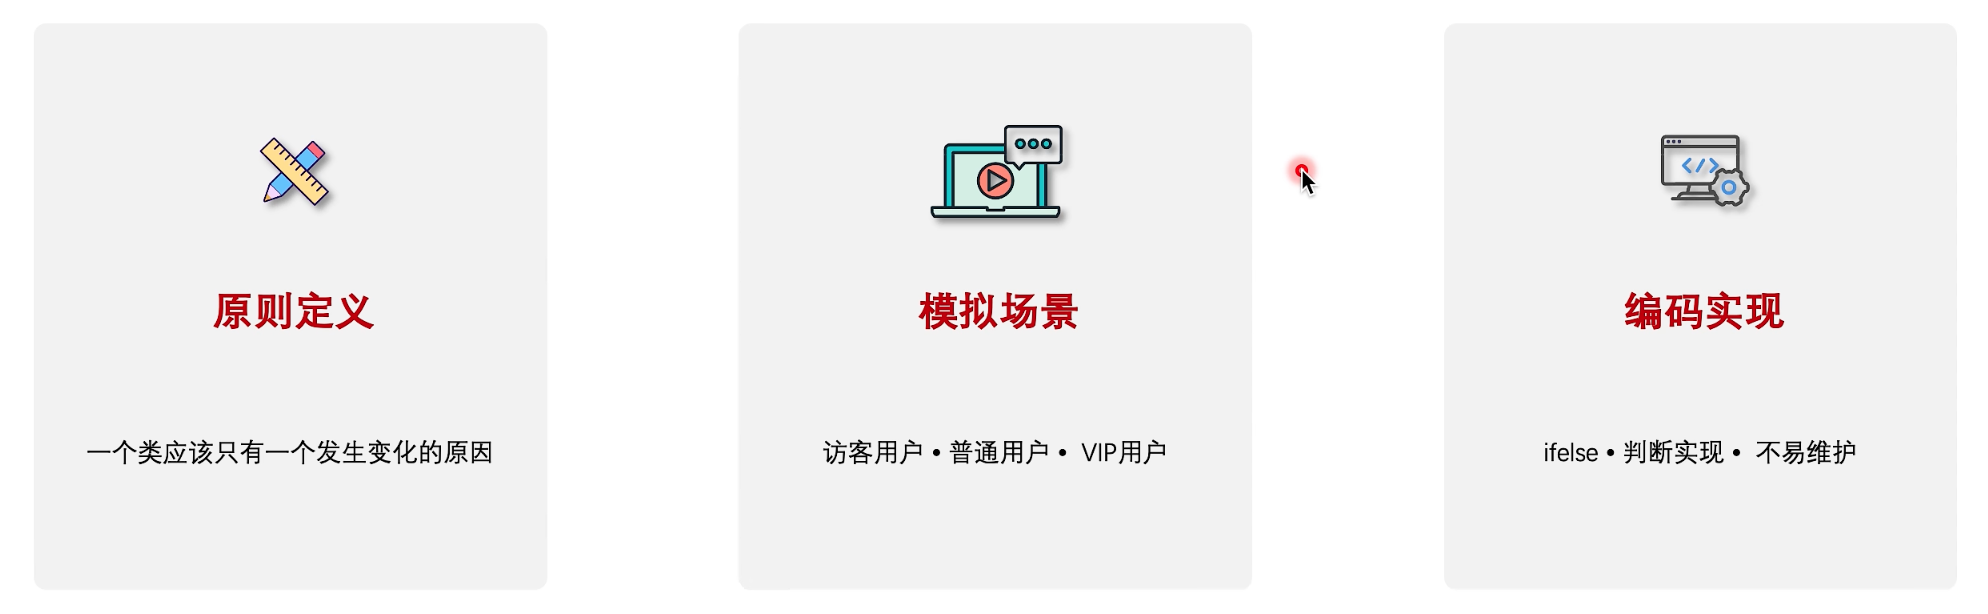 原则定义
一个类应该只有一个发生变化的原因
模拟场景
访客用户 • 普通用户 • VIP用户
编码实现
ifelse • 判断实现 • 不易维护